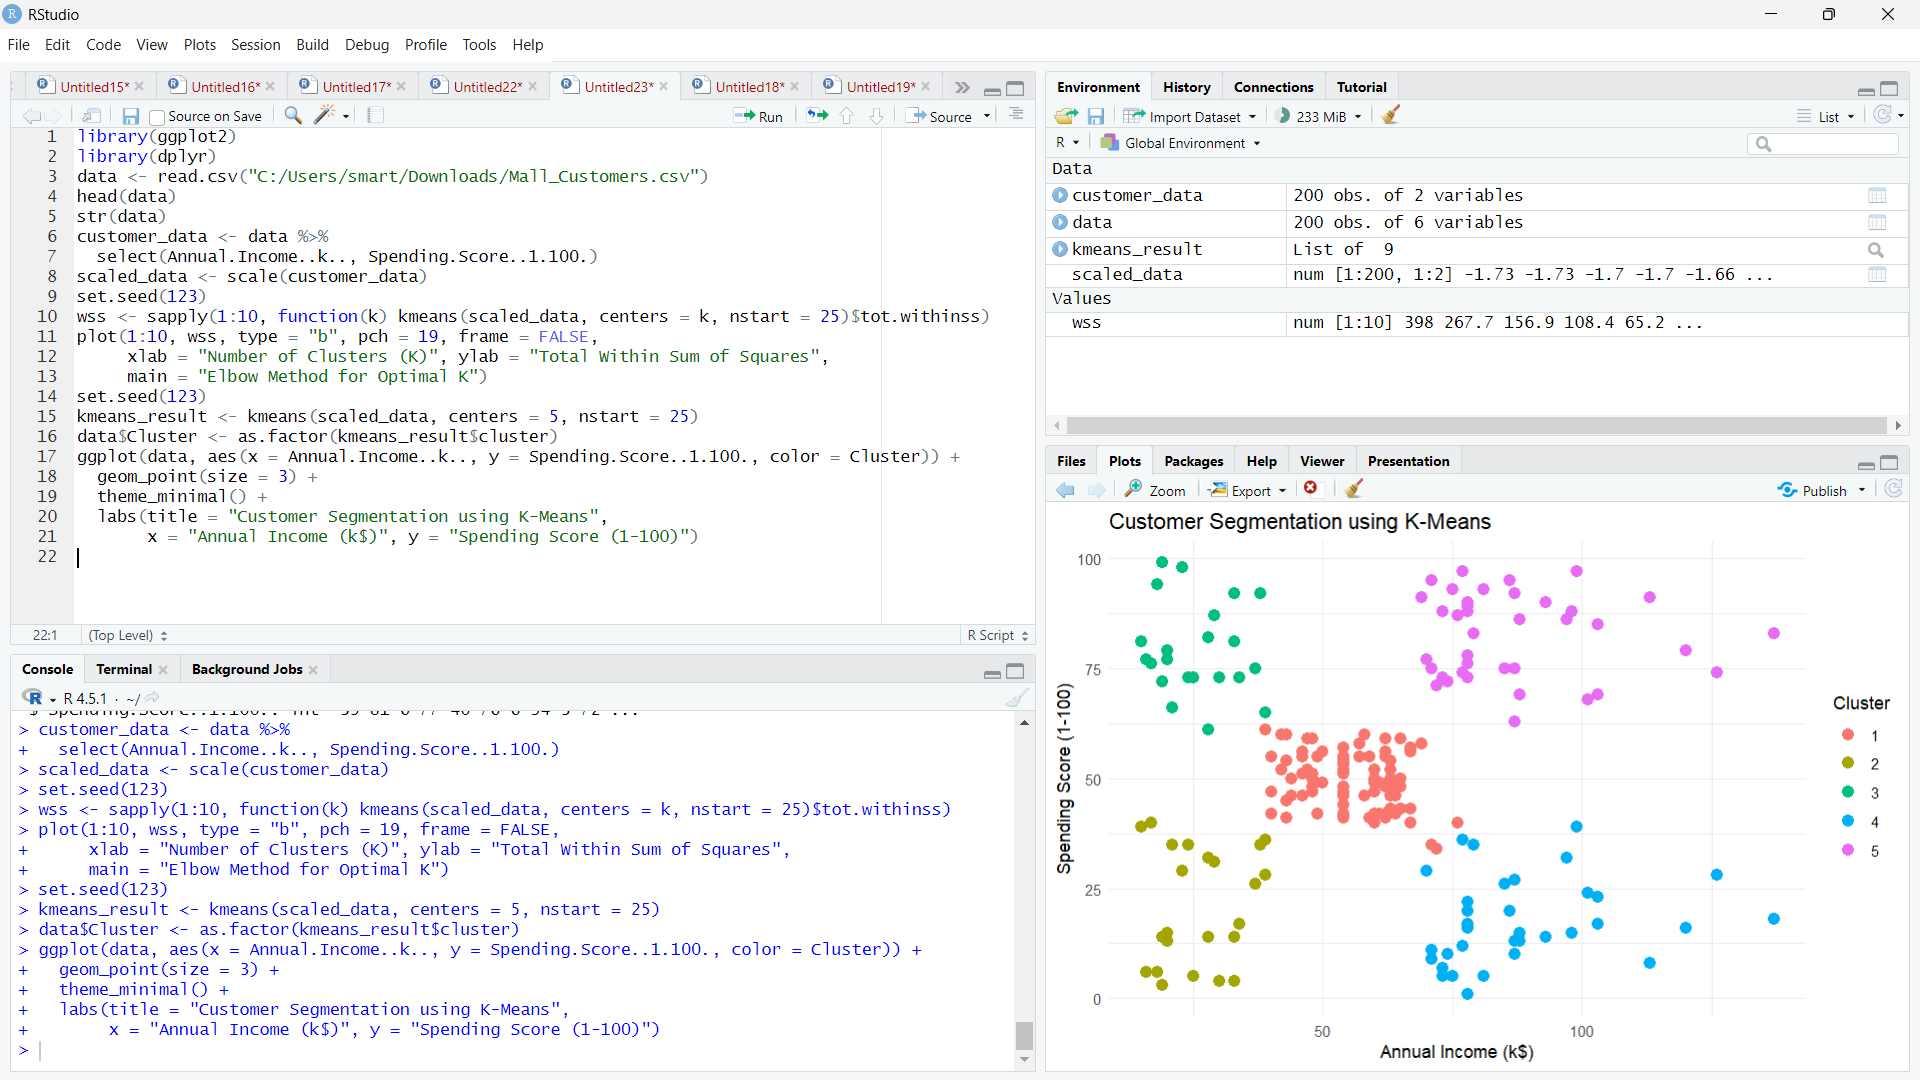 RStudio
File Edit Code View Plots Session Build Debug Profile Tools Help
Untitled15* Untitled16* Untitled17* Untitled22* Untitled23* Untitled18* Untitled19*
Source on Save Run Source
1 library(ggplot2)
2 library(dplyr)
3 data <- read.csv("C:/Users/smart/Downloads/Mall_Customers.csv")
4 head(data)
5 str(data)
6 customer_data <- data %>%
7   select(Annual.Income..k.., Spending.Score..1.100.)
8 scaled_data <- scale(customer_data)
9 set.seed(123)
10 wss <- sapply(1:10, function(k) kmeans(scaled_data, centers = k, nstart = 25)$tot.withinss)
11 plot(1:10, wss, type = "b", pch = 19, frame = FALSE,
12      xlab = "Number of Clusters (K)", ylab = "Total Within Sum of Squares",
13      main = "Elbow Method for Optimal K")
14 set.seed(123)
15 kmeans_result <- kmeans(scaled_data, centers = 5, nstart = 25)
16 data$Cluster <- as.factor(kmeans_result$cluster)
17 ggplot(data, aes(x = Annual.Income..k.., y = Spending.Score..1.100., color = Cluster)) +
18   geom_point(size = 3) +
19   theme_minimal() +
20   labs(title = "Customer Segmentation using K-Means",
21        x = "Annual Income (k$)", y = "Spending Score (1-100)")
22
22:1 (Top Level) R Script
Console Terminal Background Jobs
R R 4.5.1 · ~/
> customer_data <- data %>%
+   select(Annual.Income..k.., Spending.Score..1.100.)
> scaled_data <- scale(customer_data)
> set.seed(123)
> wss <- sapply(1:10, function(k) kmeans(scaled_data, centers = k, nstart = 25)$tot.withinss)
> plot(1:10, wss, type = "b", pch = 19, frame = FALSE,
+      xlab = "Number of Clusters (K)", ylab = "Total Within Sum of Squares",
+      main = "Elbow Method for Optimal K")
> set.seed(123)
> kmeans_result <- kmeans(scaled_data, centers = 5, nstart = 25)
> data$Cluster <- as.factor(kmeans_result$cluster)
> ggplot(data, aes(x = Annual.Income..k.., y = Spending.Score..1.100., color = Cluster)) +
+   geom_point(size = 3) +
+   theme_minimal() +
+   labs(title = "Customer Segmentation using K-Means",
+        x = "Annual Income (k$)", y = "Spending Score (1-100)")
>
Environment History Connections Tutorial
Import Dataset 233 MiB List
R Global Environment
Data
customer_data 200 obs. of 2 variables
data 200 obs. of 6 variables
kmeans_result List of 9
scaled_data num [1:200, 1:2] -1.73 -1.73 -1.7 -1.7 -1.66 ...
Values
wss num [1:10] 398 267.7 156.9 108.4 65.2 ...
Files Plots Packages Help Viewer Presentation
Zoom Export Publish
Customer Segmentation using K-Means
100
75
50
25
0
Spending Score (1-100)
50 100
Annual Income (k$)
Cluster
1
2
3
4
5